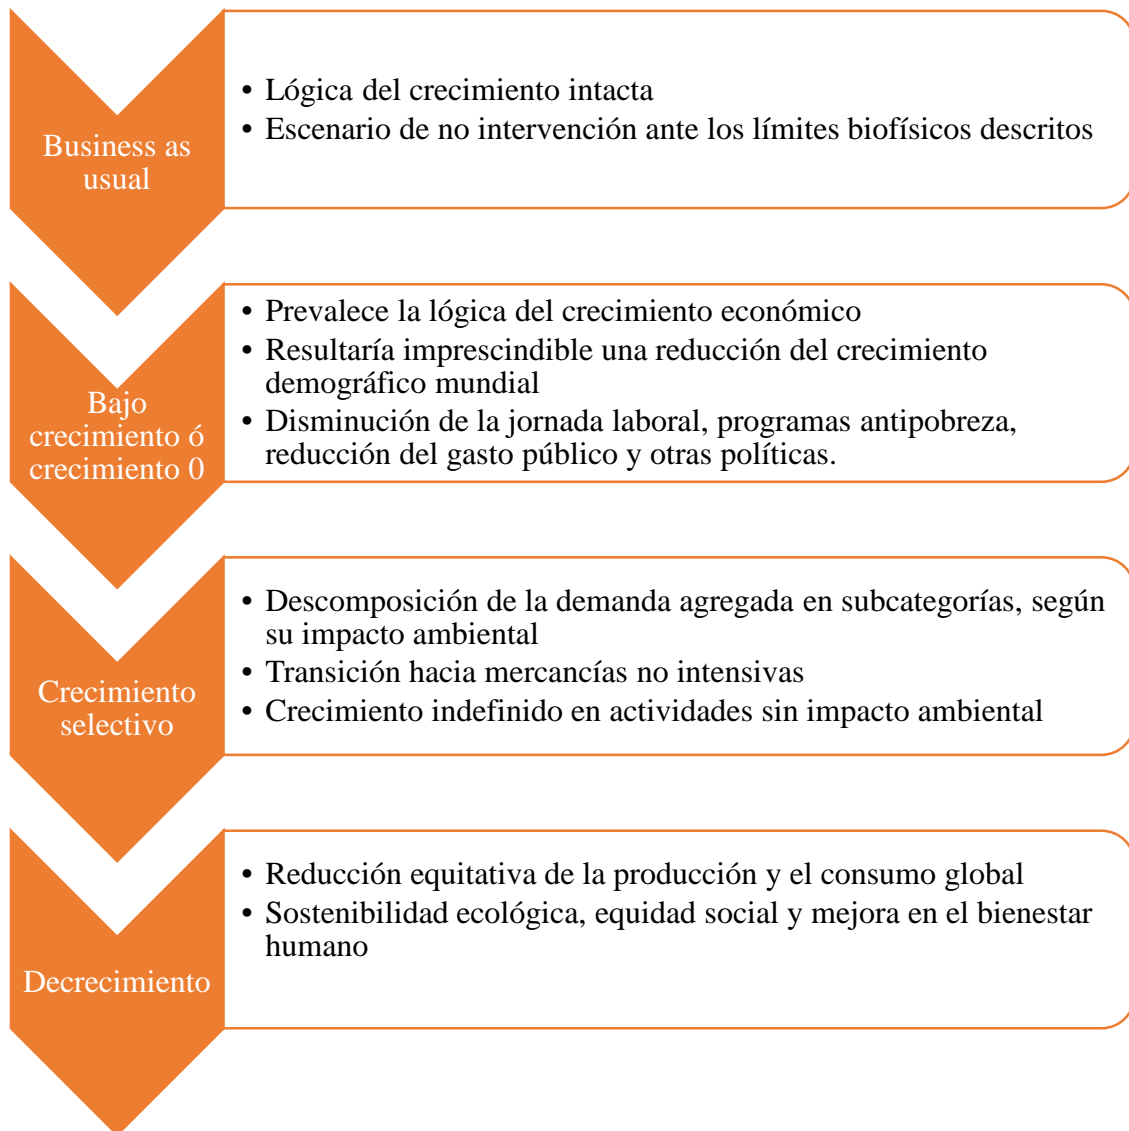 Business as
usual
• Lógica del crecimiento intacta
• Escenario de no intervención ante los límites biofísicos descritos
Bajo
crecimiento ó
crecimiento 0
• Prevalece la lógica del crecimiento económico
• Resultaría imprescindible una reducción del crecimiento
demográfico mundial
• Disminución de la jornada laboral, programas antipobreza,
reducción del gasto público y otras políticas.
Crecimiento
selectivo
• Descomposición de la demanda agregada en subcategorías, según
su impacto ambiental
• Transición hacia mercancías no intensivas
• Crecimiento indefinido en actividades sin impacto ambiental
Decrecimiento
• Reducción equitativa de la producción y el consumo global
• Sostenibilidad ecológica, equidad social y mejora en el bienestar
humano